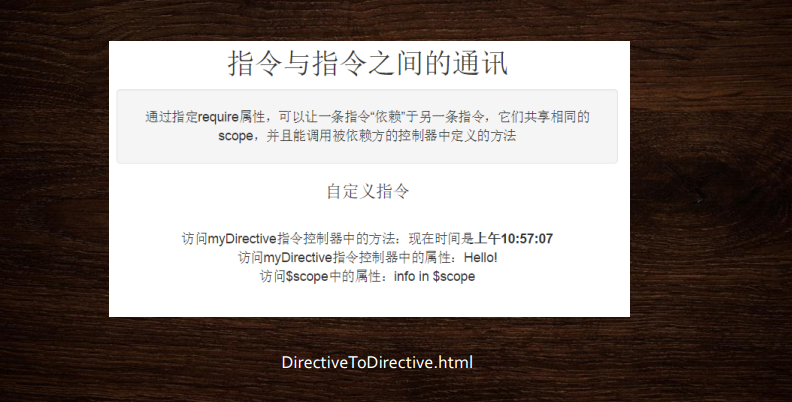 指令与指令之间的通讯
通过指定require属性，可以让一条指令“依赖”于另一条指令，它们共享相同的
scope，并且能调用被依赖方的控制器中定义的方法
自定义指令
访问myDirective指令控制器中的方法：现在时间是上午10:57:07
访问myDirective指令控制器中的属性：Hello!
访问$scope中的属性：info in $scope
DirectiveToDirective.html